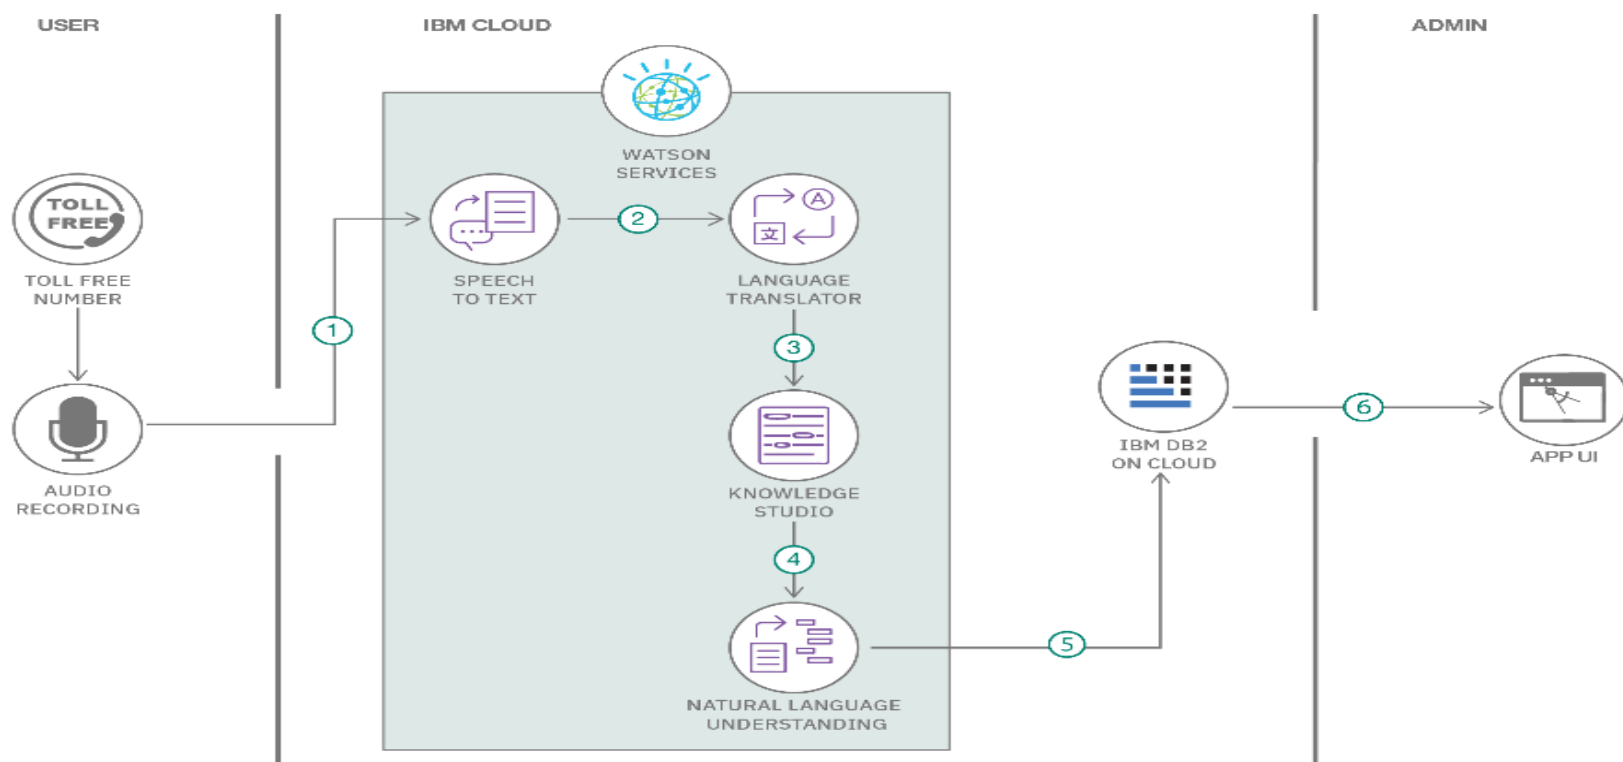 USER
IBM CLOUD
ADMIN
WATSON
SERVICES
TOLL
FREE
TOLL FREE
NUMBER
1
AUDIO
RECORDING
SPEECH
TO TEXT
2
A
文
LANGUAGE
TRANSLATOR
3
KNOWLEDGE
STUDIO
4
NATURAL LANGUAGE
UNDERSTANDING
5
IBM DB2
ON CLOUD
6
APP UI